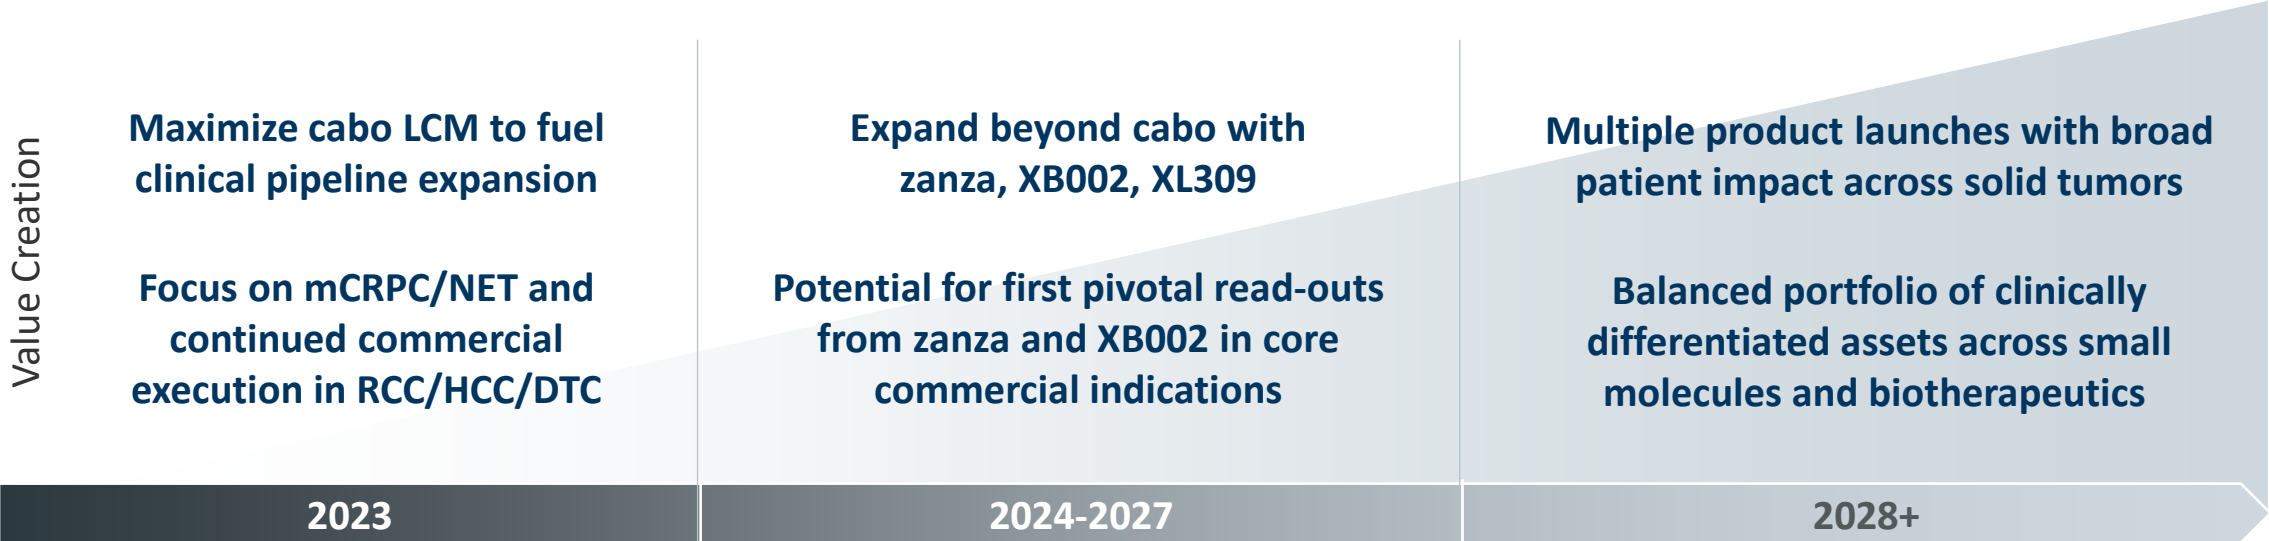 Value Creation
Maximize cabo LCM to fuel
clinical pipeline expansion
Focus on mCRPC/NET and
continued commercial
execution in RCC/HCC/DTC
2023
Expand beyond cabo with
zanza, XB002, XL309
Potential for first pivotal read-outs
from zanza and XB002 in core
commercial indications
2024-2027
Multiple product launches with broad
patient impact across solid tumors
Balanced portfolio of clinically
differentiated assets across small
molecules and biotherapeutics
2028+